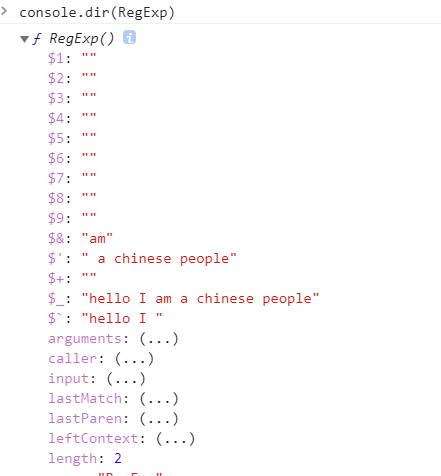 > console.dir(RegExp)
▼ ƒ RegExp() i
$1: ""
$2: ""
$3: ""
$4: ""
$5: ""
$6: ""
$7: ""
$8: ""
$9: ""
$&: "am"
$': " a chinese people"
$+: ""
$_: "hello I am a chinese people"
$`: "hello I "
arguments: (...)
caller: (...)
input: (...)
lastMatch: (...)
lastParen: (...)
leftContext: (...)
length: 2